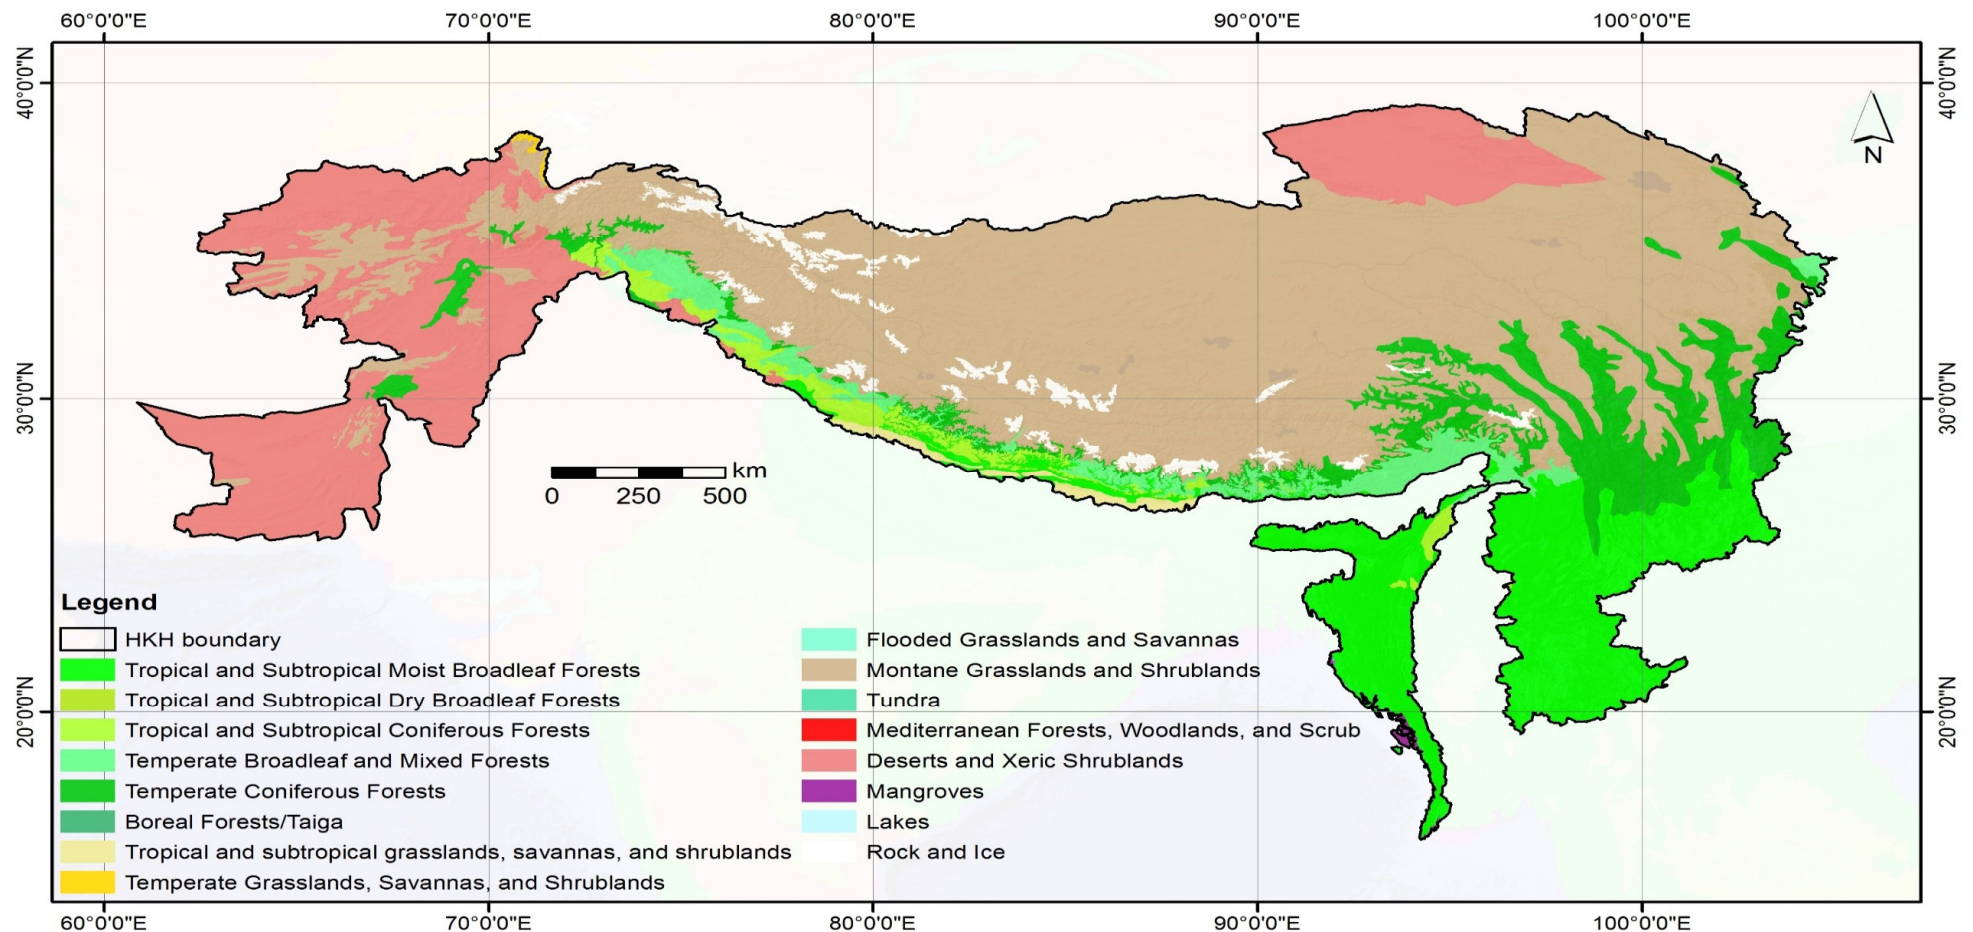 60°0'0"E 70°0'0"E 80°0'0"E 90°0'0"E 100°0'0"E
40°0'0"N 40°0'0"N
N
30°0'0"N 30°0'0"N
km
0 250 500
Legend
HKH boundary
Tropical and Subtropical Moist Broadleaf Forests
Tropical and Subtropical Dry Broadleaf Forests
Tropical and Subtropical Coniferous Forests
Temperate Broadleaf and Mixed Forests
Temperate Coniferous Forests
Boreal Forests/Taiga
Tropical and subtropical grasslands, savannas, and shrublands
Temperate Grasslands, Savannas, and Shrublands
Flooded Grasslands and Savannas
Montane Grasslands and Shrublands
Tundra
Mediterranean Forests, Woodlands, and Scrub
Deserts and Xeric Shrublands
Mangroves
Lakes
Rock and Ice
20°0'0"N 20°0'0"N
60°0'0"E 70°0'0"E 80°0'0"E 90°0'0"E 100°0'0"E